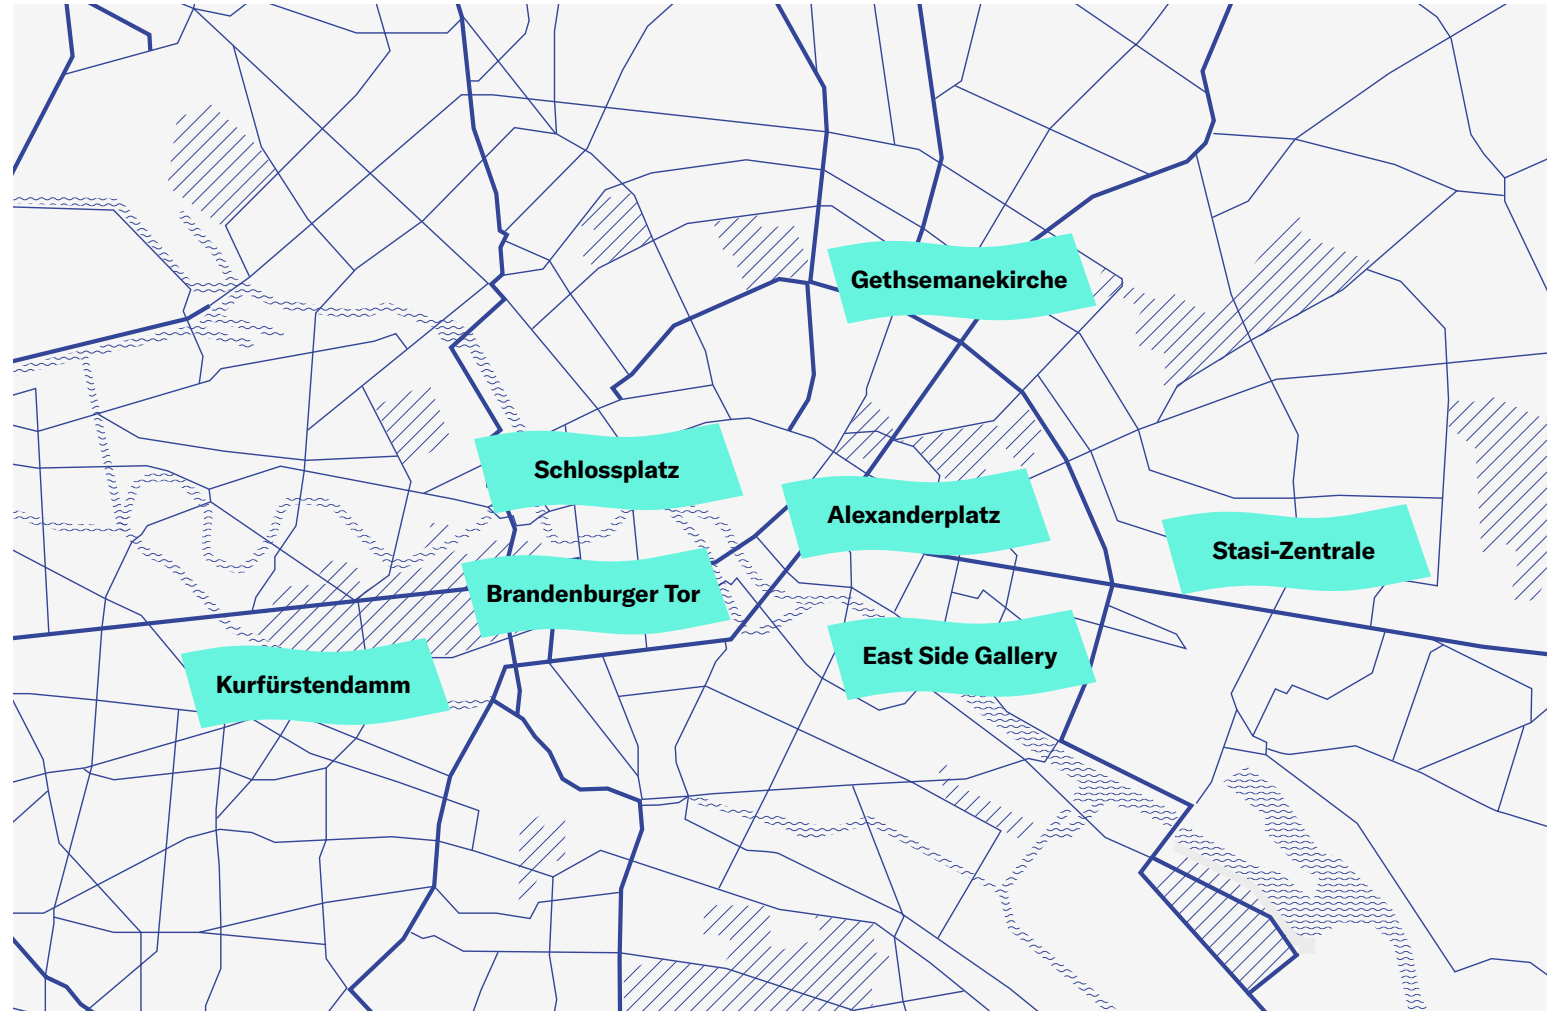 Gethsemanekirche
Schlossplatz
Alexanderplatz
Stasi-Zentrale
Brandenburger Tor
East Side Gallery
Kurfürstendamm